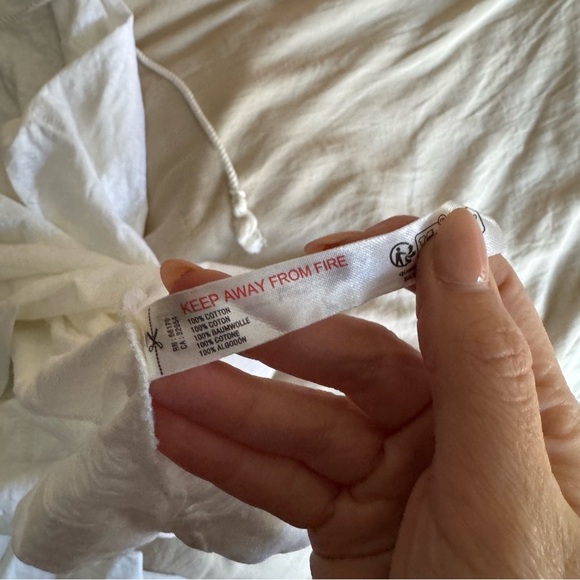 KEEP AWAY FROM FIRE
100% COTTON
100% COTON
100% BAUMWOLLE
100% COTONE
100% ALGODÓN